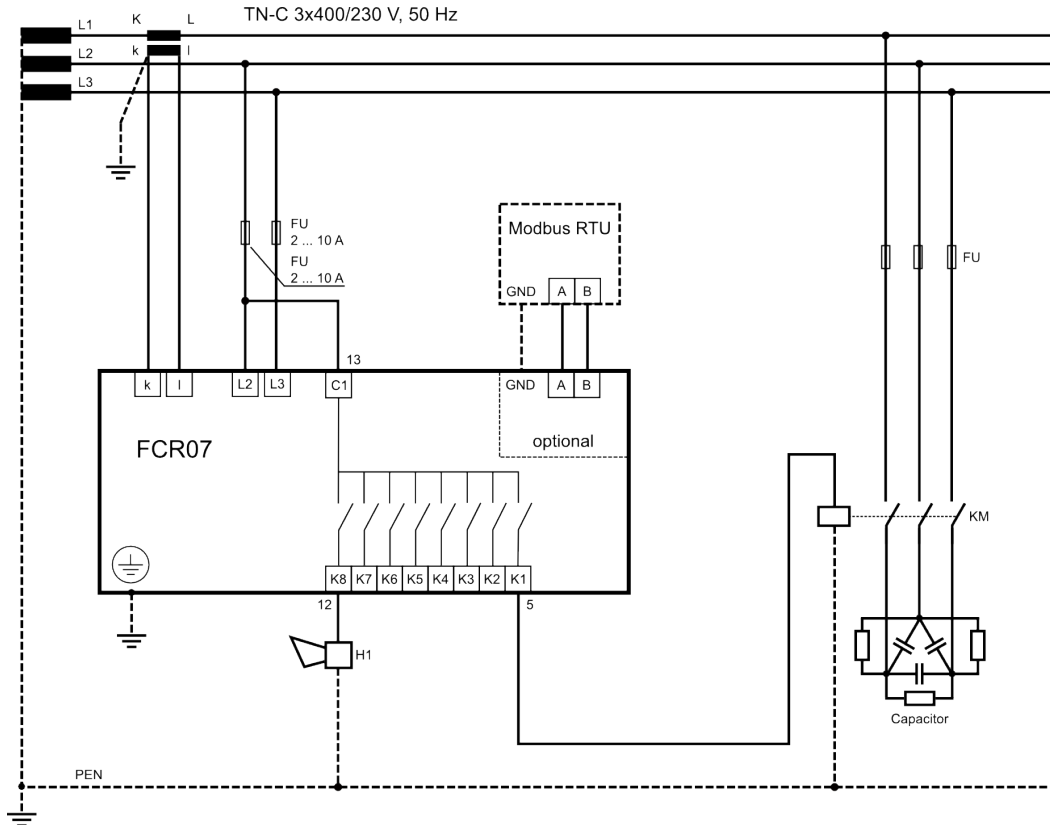 TN-C 3x400/230 V, 50 Hz
L1
K
L
k
l
L2
L3
FU
2 ... 10 A
FU
2 ... 10 A
Modbus RTU
GND
A
B
FU
13
k
l
L2
L3
C1
GND
A
B
FCR07
optional
KM
K8
K7
K6
K5
K4
K3
K2
K1
12
5
H1
Capacitor
PEN